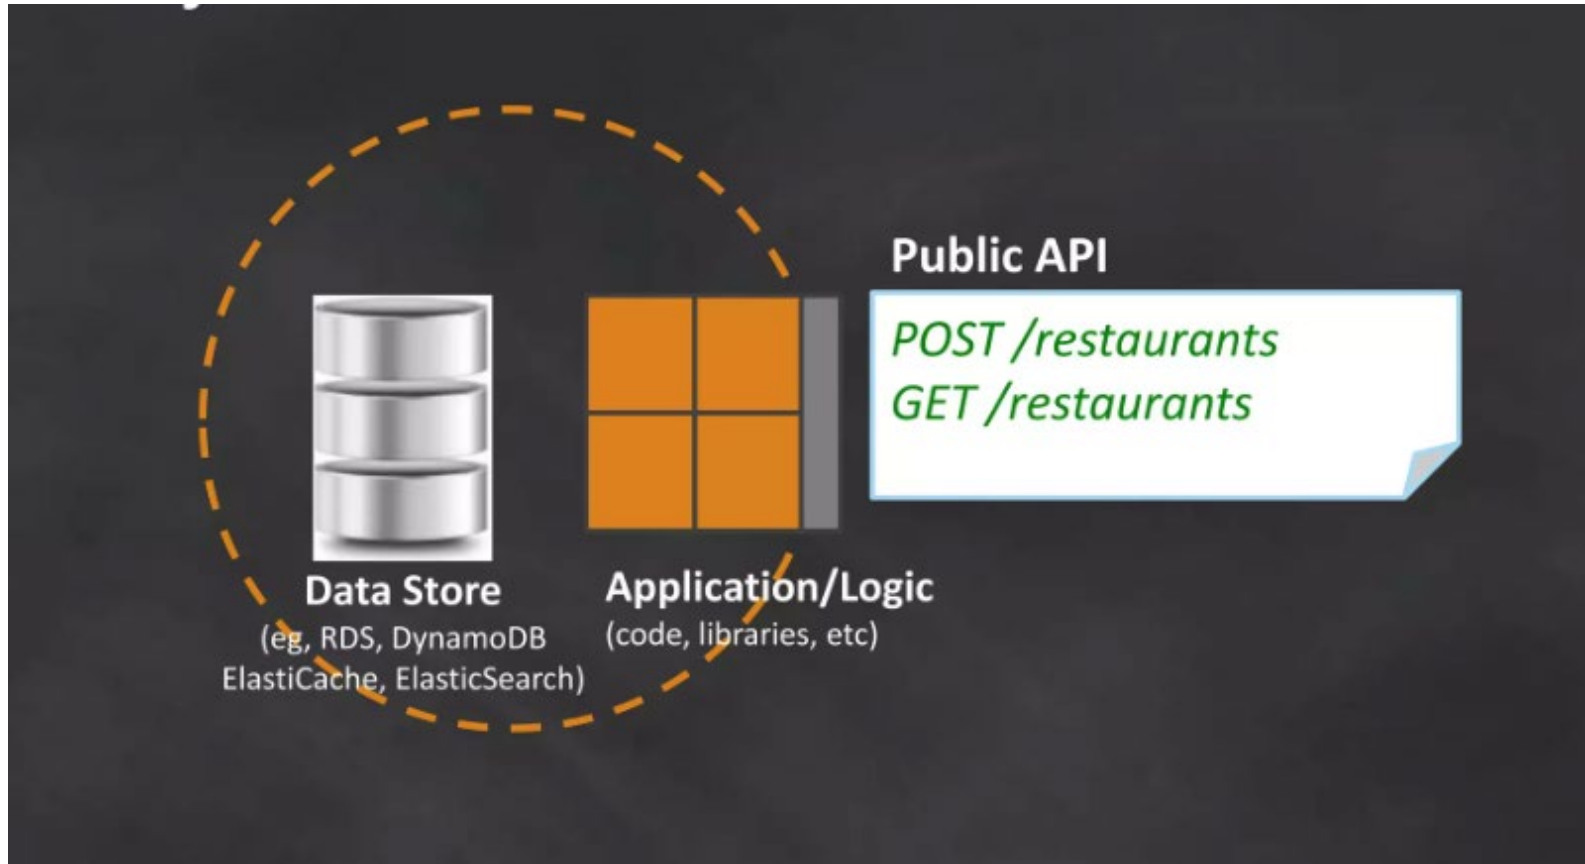 Public API
POST /restaurants
GET /restaurants
Data Store
(eg, RDS, DynamoDB
ElastiCache, ElasticSearch)
Application/Logic
(code, libraries, etc)